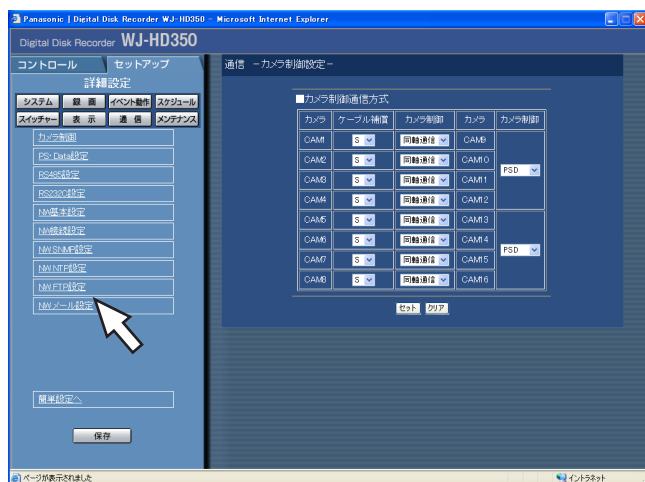 Panasonic | Digital Disk Recorder WJ-HD350 - Microsoft Internet Explorer
Digital Disk Recorder WJ-HD350
コントロール セットアップ
詳細設定
システム 録 画 イベント動作 スケジュール
スイッチャー 表 示 通 信 メンテナンス
カメラ制御
PS・Data設定
RS485設定
RS232C設定
NW基本設定
NW接続設定
NW SNMP設定
NW NTP設定
NW FTP設定
NW メール設定
簡単設定へ
保存
通信 −カメラ制御設定−
■カメラ制御通信方式
カメラ ケーブル補償 カメラ制御 カメラ カメラ制御
CAM1 S 同軸通信 CAM9
CAM2 S 同軸通信 CAM10
PSD
CAM3 S 同軸通信 CAM11
CAM4 S 同軸通信 CAM12
CAM5 S 同軸通信 CAM13
CAM6 S 同軸通信 CAM14
PSD
CAM7 S 同軸通信 CAM15
CAM8 S 同軸通信 CAM16
セット クリア
ページが表示されました イントラネット